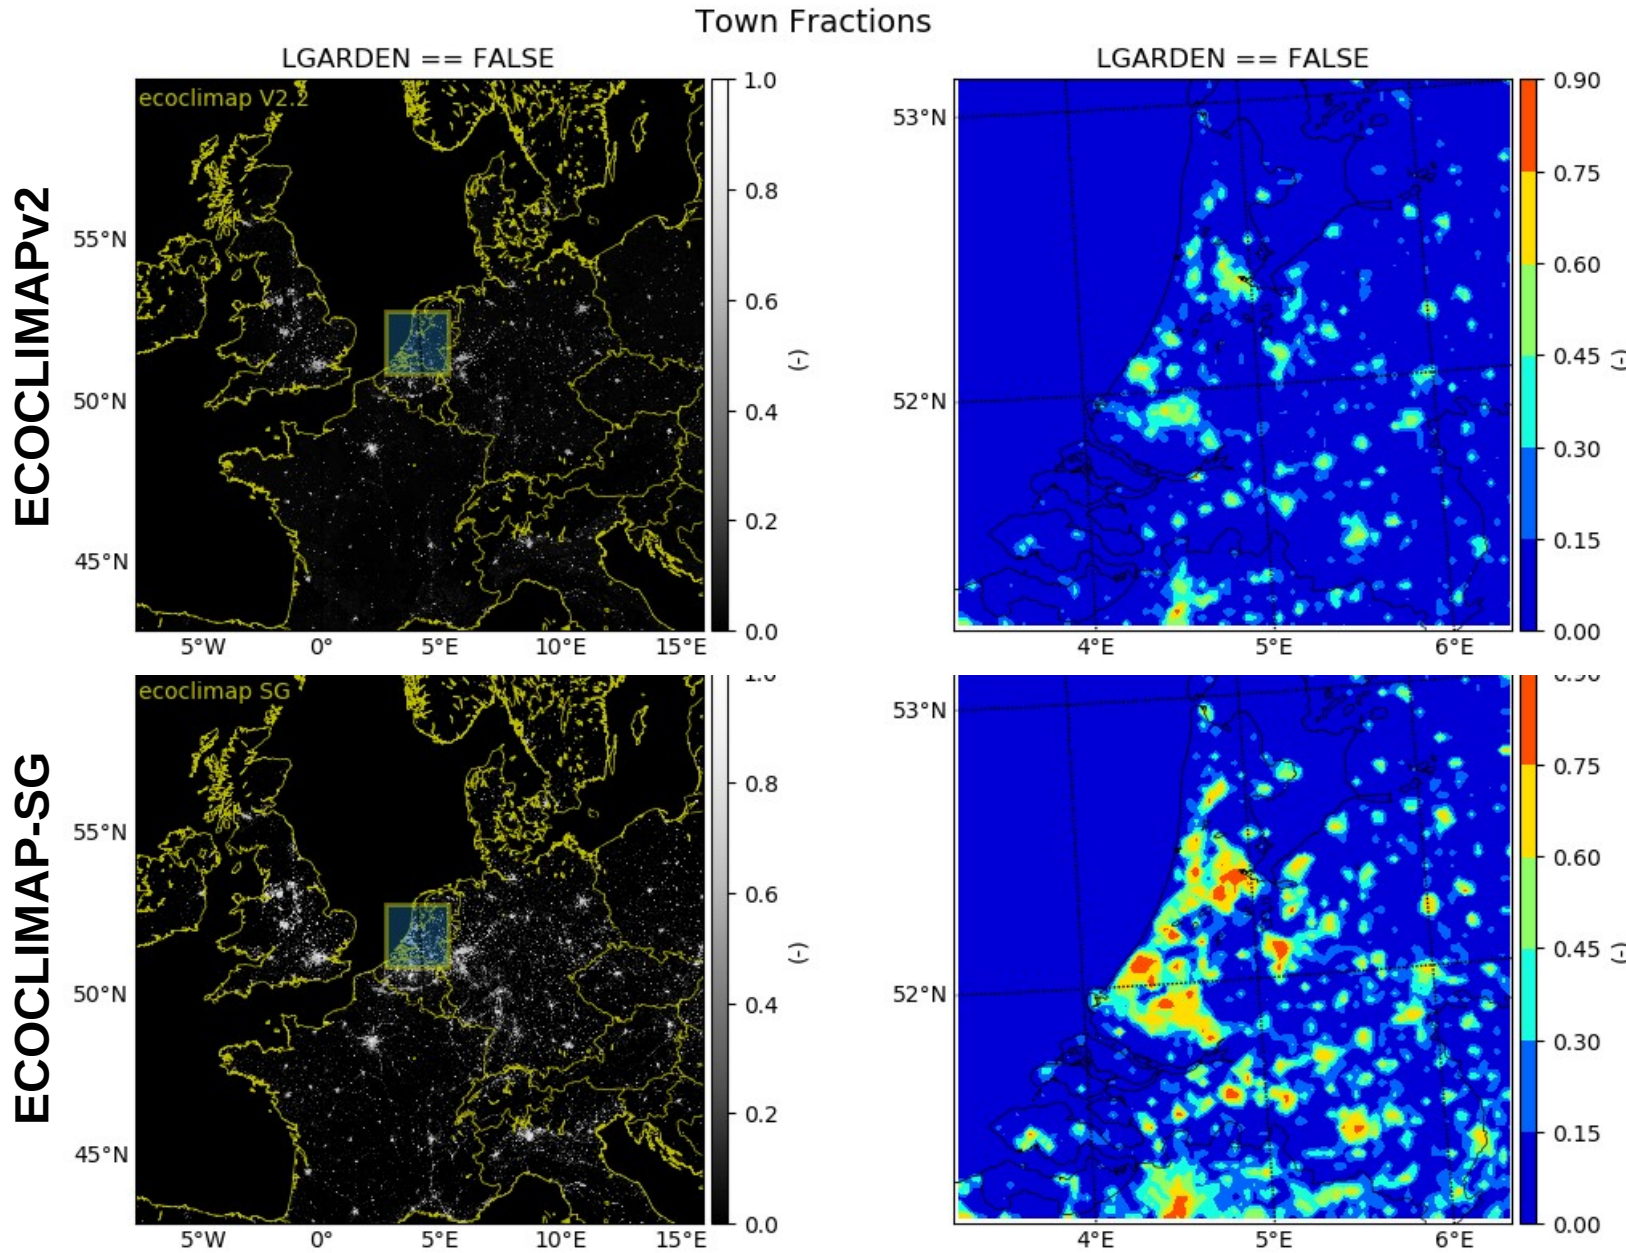 Town Fractions
LGARDEN == FALSE
LGARDEN == FALSE
ECOCLIMAPv2
ecoclimap V2.2
55°N
50°N
45°N
5°W 0° 5°E 10°E 15°E
1.0
0.8
0.6
0.4
0.2
0.0
(-)
53°N
52°N
4°E 5°E 6°E
0.90
0.75
0.60
0.45
0.30
0.15
0.00
(-)
ECOCLIMAP-SG
ecoclimap SG
55°N
50°N
45°N
5°W 0° 5°E 10°E 15°E
1.0
0.8
0.6
0.4
0.2
0.0
(-)
53°N
52°N
4°E 5°E 6°E
0.90
0.75
0.60
0.45
0.30
0.15
0.00
(-)